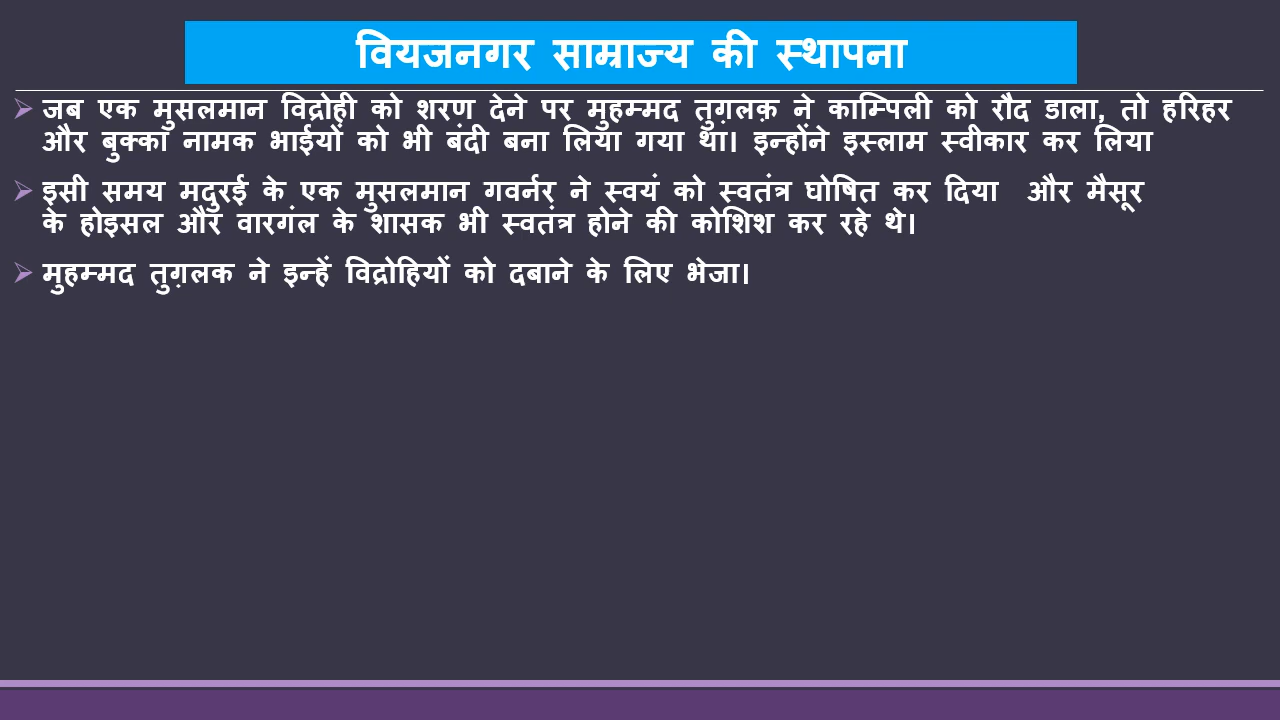 वियजनगर साम्राज्य की स्थापना
जब एक मुसलमान विद्रोही को शरण देने पर मुहम्मद तुग़लक़ ने काम्पिली को रौद डाला, तो हरिहर
और बुक्का नामक भाईयों को भी बंदी बना लिया गया था। इन्होंने इस्लाम स्वीकार कर लिया
इसी समय मदुरई के एक मुसलमान गवर्नर ने स्वयं को स्वतंत्र घोषित कर दिया और मैसूर
के होइसल और वारगंल के शासक भी स्वतंत्र होने की कोशिश कर रहे थे।
मुहम्मद तुग़लक ने इन्हें विद्रोहियों को दबाने के लिए भेजा।